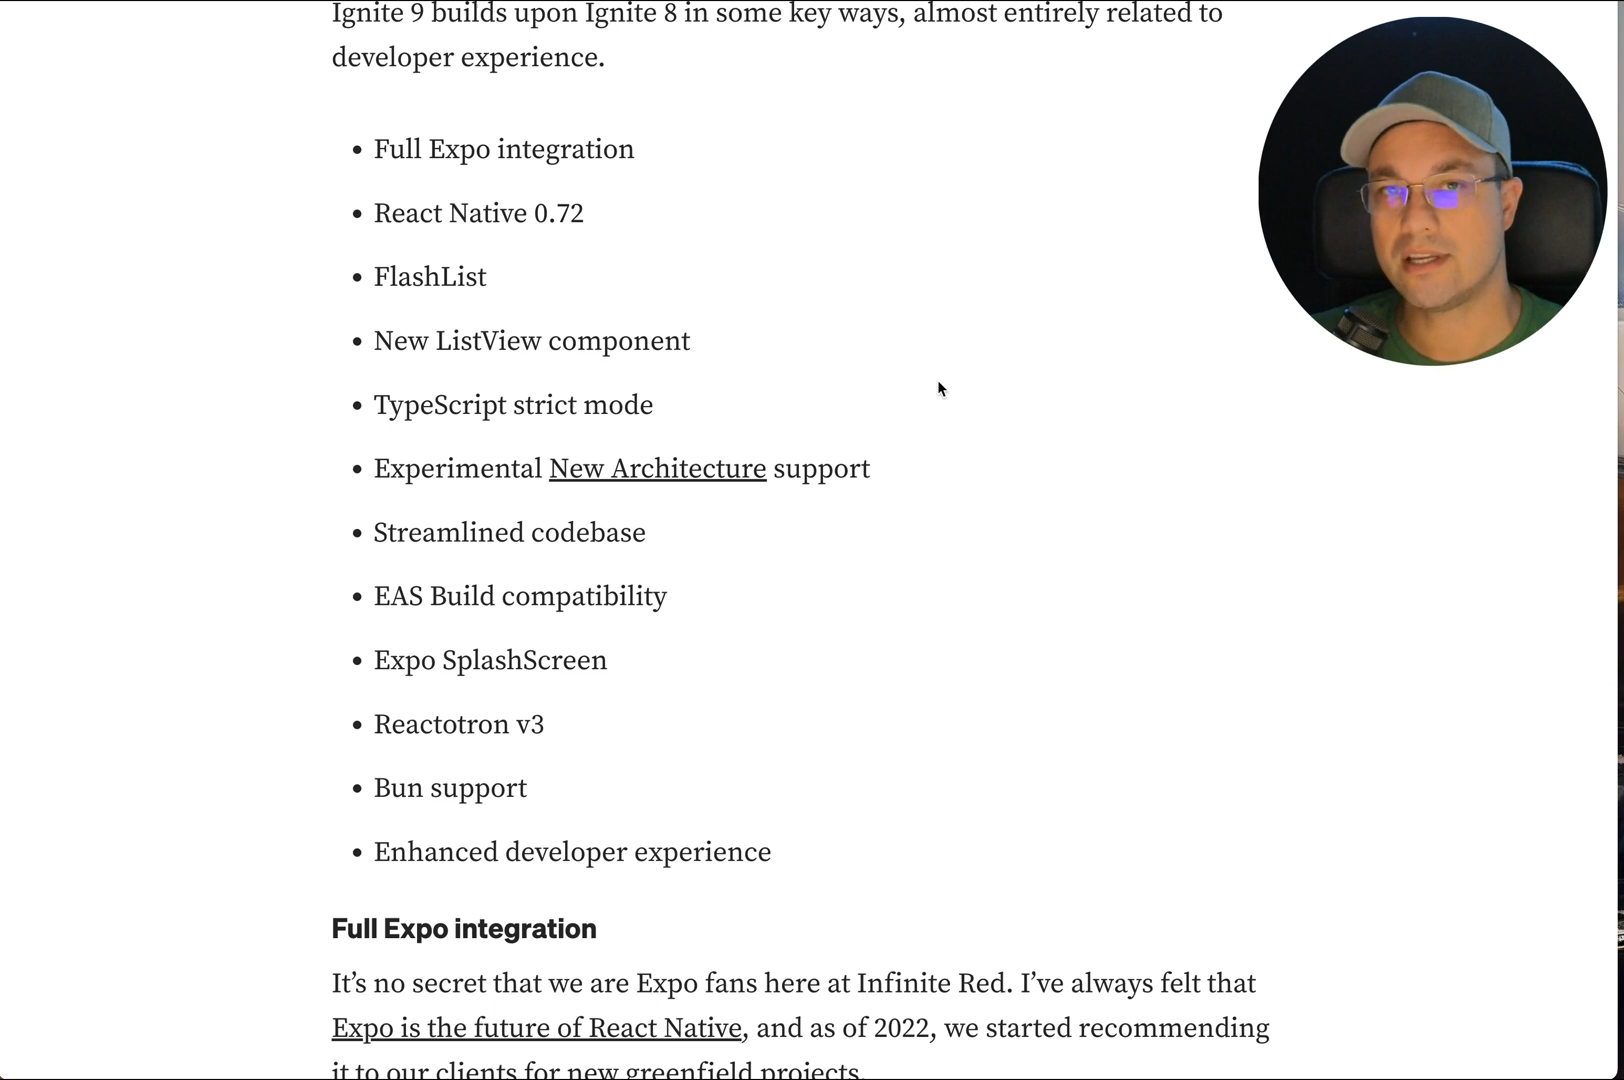 Ignite 9 builds upon Ignite 8 in some key ways, almost entirely related to
developer experience.
• Full Expo integration
• React Native 0.72
• FlashList
• New ListView component
• TypeScript strict mode
• Experimental New Architecture support
• Streamlined codebase
• EAS Build compatibility
• Expo SplashScreen
• Reactotron v3
• Bun support
• Enhanced developer experience
Full Expo integration
It’s no secret that we are Expo fans here at Infinite Red. I’ve always felt that
Expo is the future of React Native, and as of 2022, we started recommending
it to our clients for new greenfield projects.